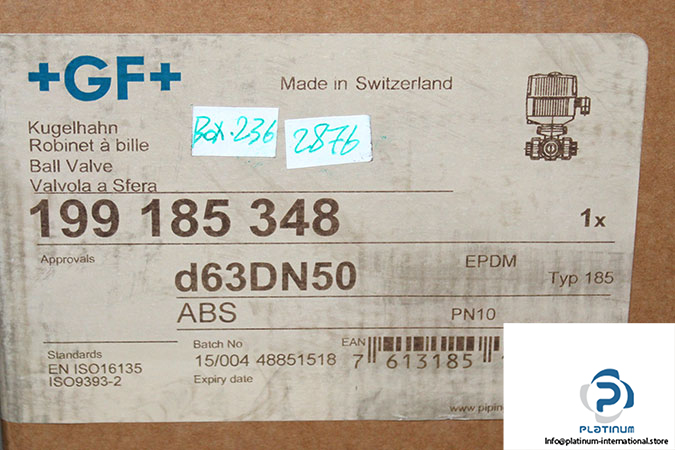 +GF+
Made in Switzerland
Box.236
2876
Kugelhahn
Robinet à bille
Ball Valve
Valvola a Sfera
199 185 348
1x
Approvals
d63DN50
EPDM
Typ 185
ABS
PN10
Standards
EN ISO16135
ISO9393-2
Batch No
15/004 48851518
Expiry date
EAN
7 613185
PLATINUM
Info@platinum-international.store